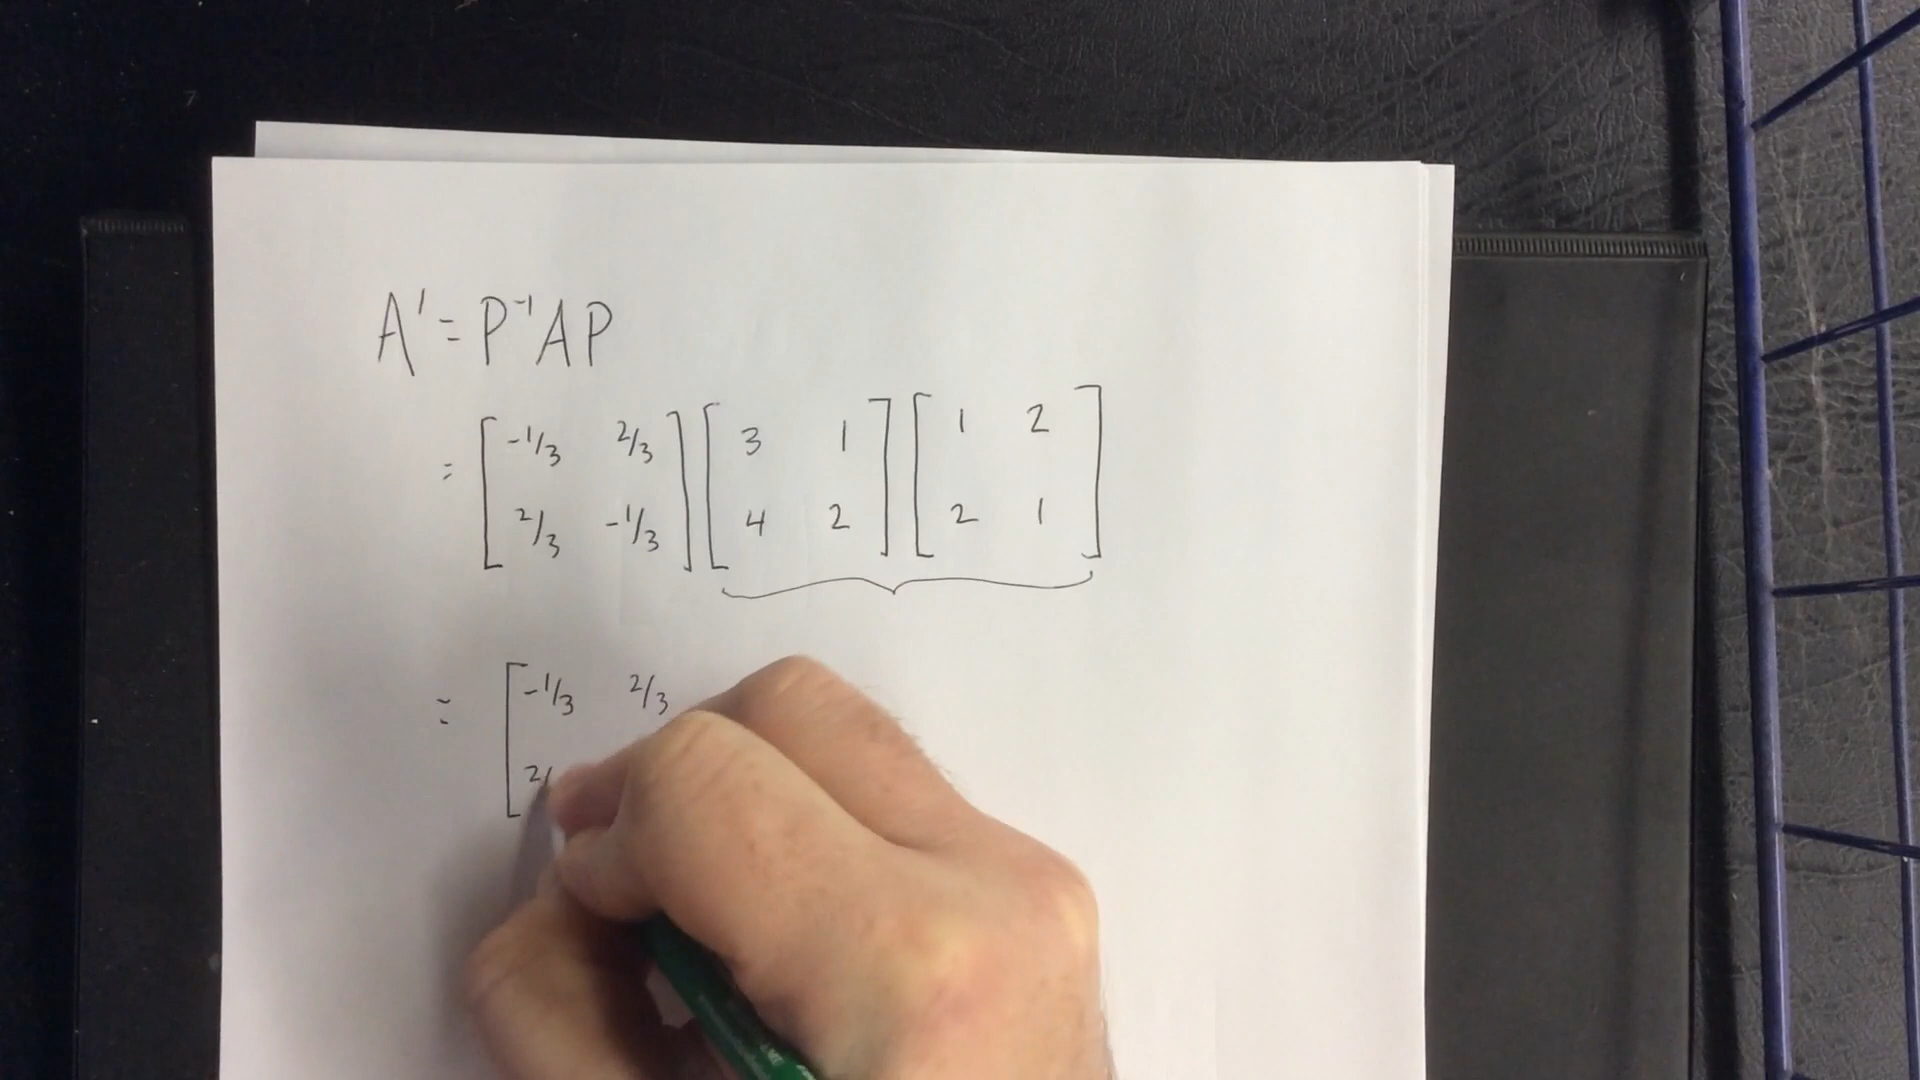 A' = P⁻¹AP
= [ -1/3 2/3 ] [ 3 1 ] [ 1 2 ]
[ 2/3 -1/3 ] [ 4 2 ] [ 2 1 ]
= [ -1/3 2/3
2/